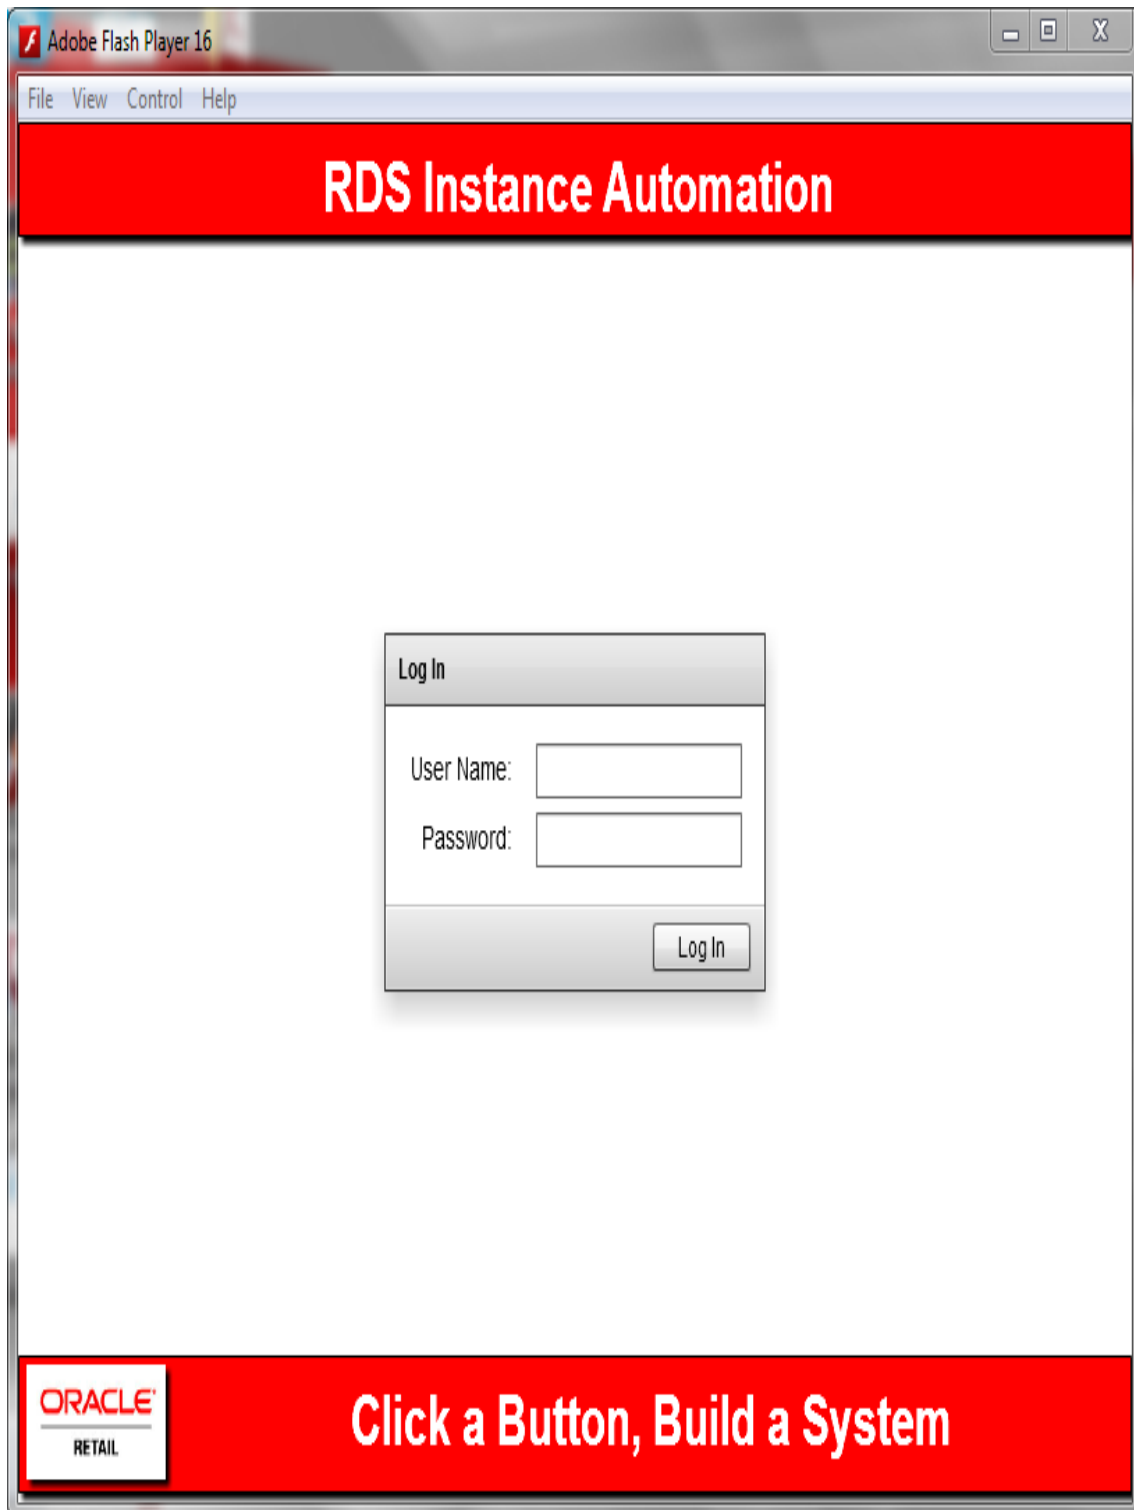 Adobe Flash Player 16
File View Control Help
RDS Instance Automation
Log In
User Name:
Password:
Log In
ORACLE
RETAIL
Click a Button, Build a System